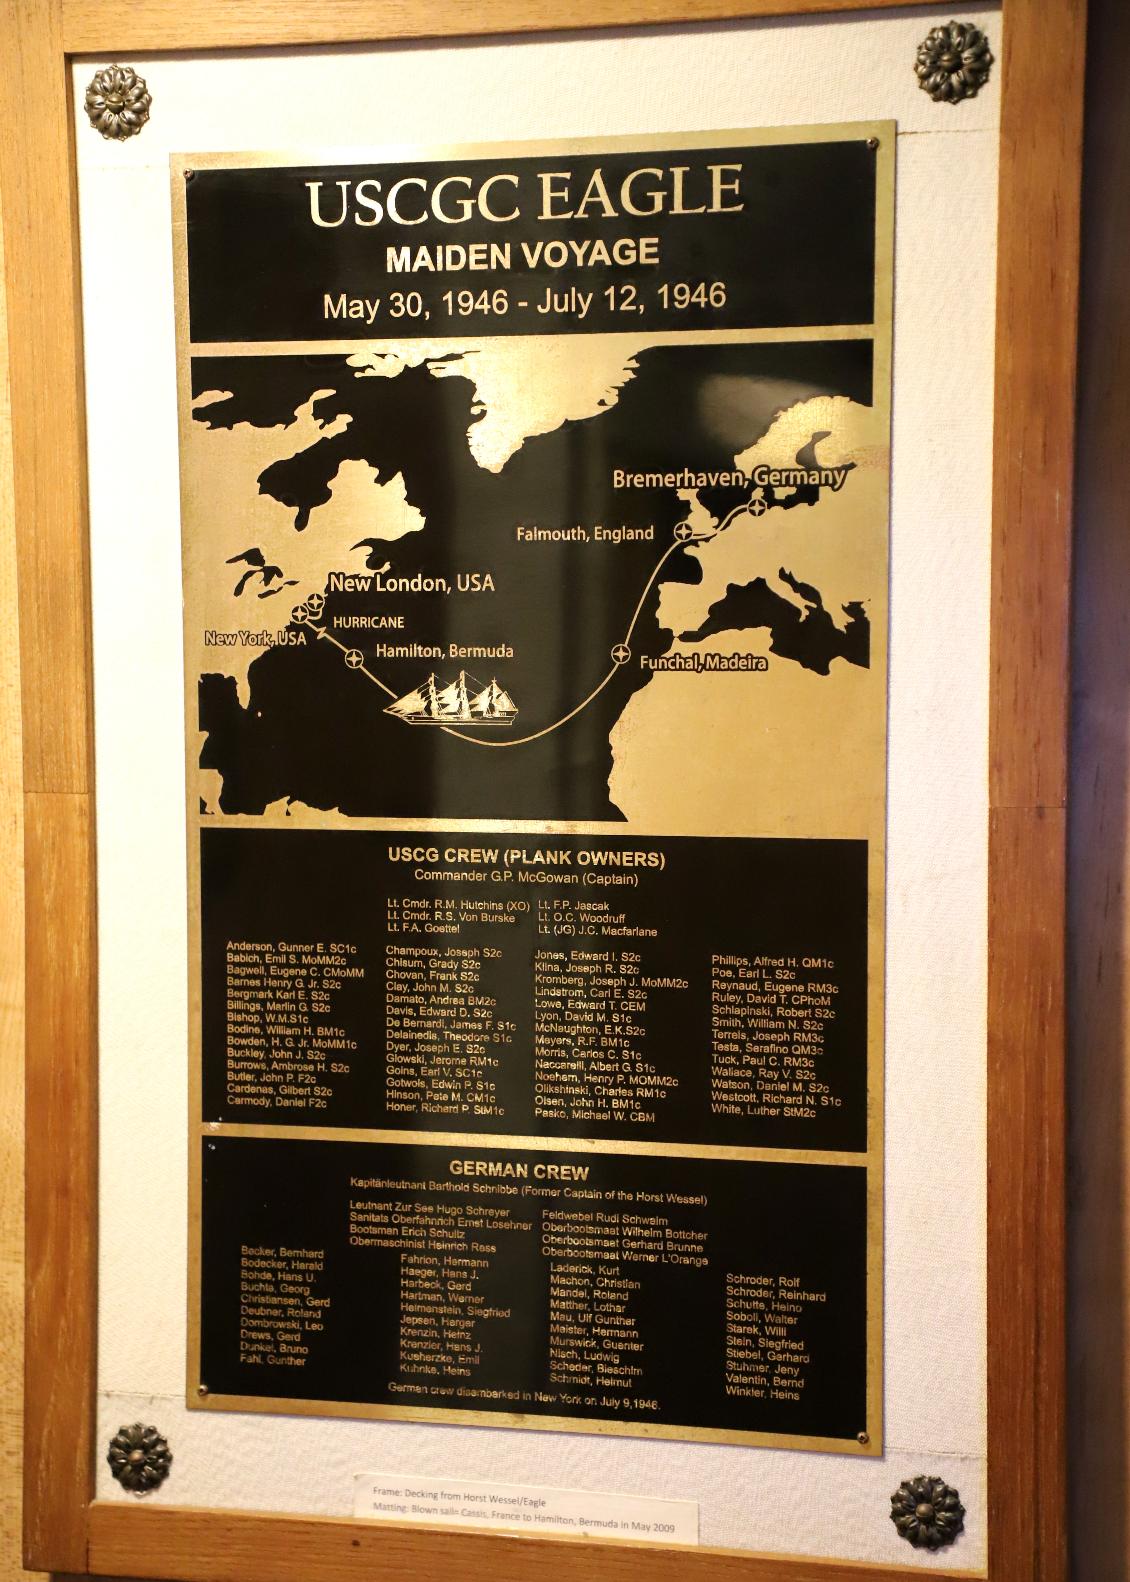 USCGC EAGLE
MAIDEN VOYAGE
May 30, 1946 - July 12, 1946
Bremerhaven, Germany
Falmouth, England
New London, USA
HURRICANE
New York, USA
Hamilton, Bermuda
Funchal, Madeira
USCG CREW (PLANK OWNERS)
Commander G.P. McGowan (Captain)
Lt. Cmdr. R.M. Hutchins (XO)
Lt. Cmdr. R.S. Von Burske
Lt. F.A. Goettel
Lt. F.P. Jascak
Lt. O.C. Woodruff
Lt. (JG) J.C. Macfarlane
Anderson, Gunner E. SC1c
Babich, Emil S. MoMM2c
Bagwell, Eugene C. CMoMM
Barnes Henry G. Jr. S2c
Bergmark Karl E. S2c
Billings, Marlin G. S2c
Bishop, W.M.S1c
Bodine, William H. BM1c
Bowden, H. G. Jr. MoMM1c
Buckley, John J. S2c
Burrows, Ambrose H. S2c
Butler, John P. F2c
Cardenas, Gilbert S2c
Carmody, Daniel F2c
Champoux, Joseph S2c
Chisum, Grady S2c
Chovan, Frank S2c
Clay, John M. S2c
Damato, Andrea BM2c
Davis, Edward D. S2c
De Bernardi, James F. S1c
Delainedis, Theodore S1c
Dyer, Joseph E. S2c
Glowski, Jerome RM1c
Goins, Earl V. SC1c
Gotwols, Edwin P. S1c
Hinson, Pate M. CM1c
Honer, Richard P. StM1c
Jones, Edward I. S2c
Klina, Joseph R. S2c
Kromberg, Joseph J. MoMM2c
Lindstrom, Carl E. S2c
Lowe, Edward T. CEM
Lyon, David M. S1c
McNaughton, E.K.S2c
Meyers, R.F. BM1c
Morris, Carlos C. S1c
Naccarelli, Albert G. S1c
Noeham, Henry P. MOMM2c
Olikshinski, Charles RM1c
Olsen, John H. BM1c
Pesko, Michael W. CBM
Phillips, Alfred H. QM1c
Poe, Earl L. S2c
Reynaud, Eugene RM3c
Ruley, David T. CPhoM
Schlapinski, Robert S2c
Smith, William N. S2c
Terrels, Joseph RM3c
Testa, Serafino QM3c
Tuck, Paul C. RM3c
Wallace, Ray V. S2c
Watson, Daniel M. S2c
Westcott, Richard N. S1c
White, Luther StM2c
GERMAN CREW
Kapitänleutnant Barthold Schnibbe (Former Captain of the Horst Wessel)
Leutnant Zur See Hugo Schreyer
Sanitats Oberfahnrich Ernst Losehner
Bootsman Erich Schultz
Obermaschinist Heinrich Rass
Feldwebel Rudi Schwalm
Oberbootsmaat Wilhelm Bottcher
Oberbootsmaat Gerhard Brunne
Oberbootsmaat Werner L'Orange
Becker, Bernhard
Bodecker, Harald
Bohde, Hans U.
Buchta, Georg
Christiansen, Gerd
Deubner, Roland
Dombrowski, Leo
Drews, Gerd
Dunkel, Bruno
Fahl, Gunther
Fahrion, Hermann
Haeger, Hans J.
Harbeck, Gerd
Hartman, Werner
Heimenstein, Siegfried
Jepsen, Harger
Krenzin, Heinz
Krenzier, Hans J.
Kusherzke, Emil
Kuhnke, Heins
Laderick, Kurt
Machon, Christian
Mandel, Roland
Matther, Lothar
Mau, Ulf Gunther
Meister, Hermann
Murswick, Guenter
Nisch, Ludwig
Scheder, Bieschim
Schmidt, Helmut
Schroder, Rolf
Schroder, Reinhard
Schutte, Heino
Soboll, Walter
Starek, Willi
Stein, Siegfried
Stiebel, Gerhard
Stuhmer, Jeny
Valentin, Bernd
Winkler, Heins
German crew disembarked in New York on July 9,1946.
Frame: Decking from Horst Wessel/Eagle
Matting: Blown sail– Cassis, France to Hamilton, Bermuda in May 2009